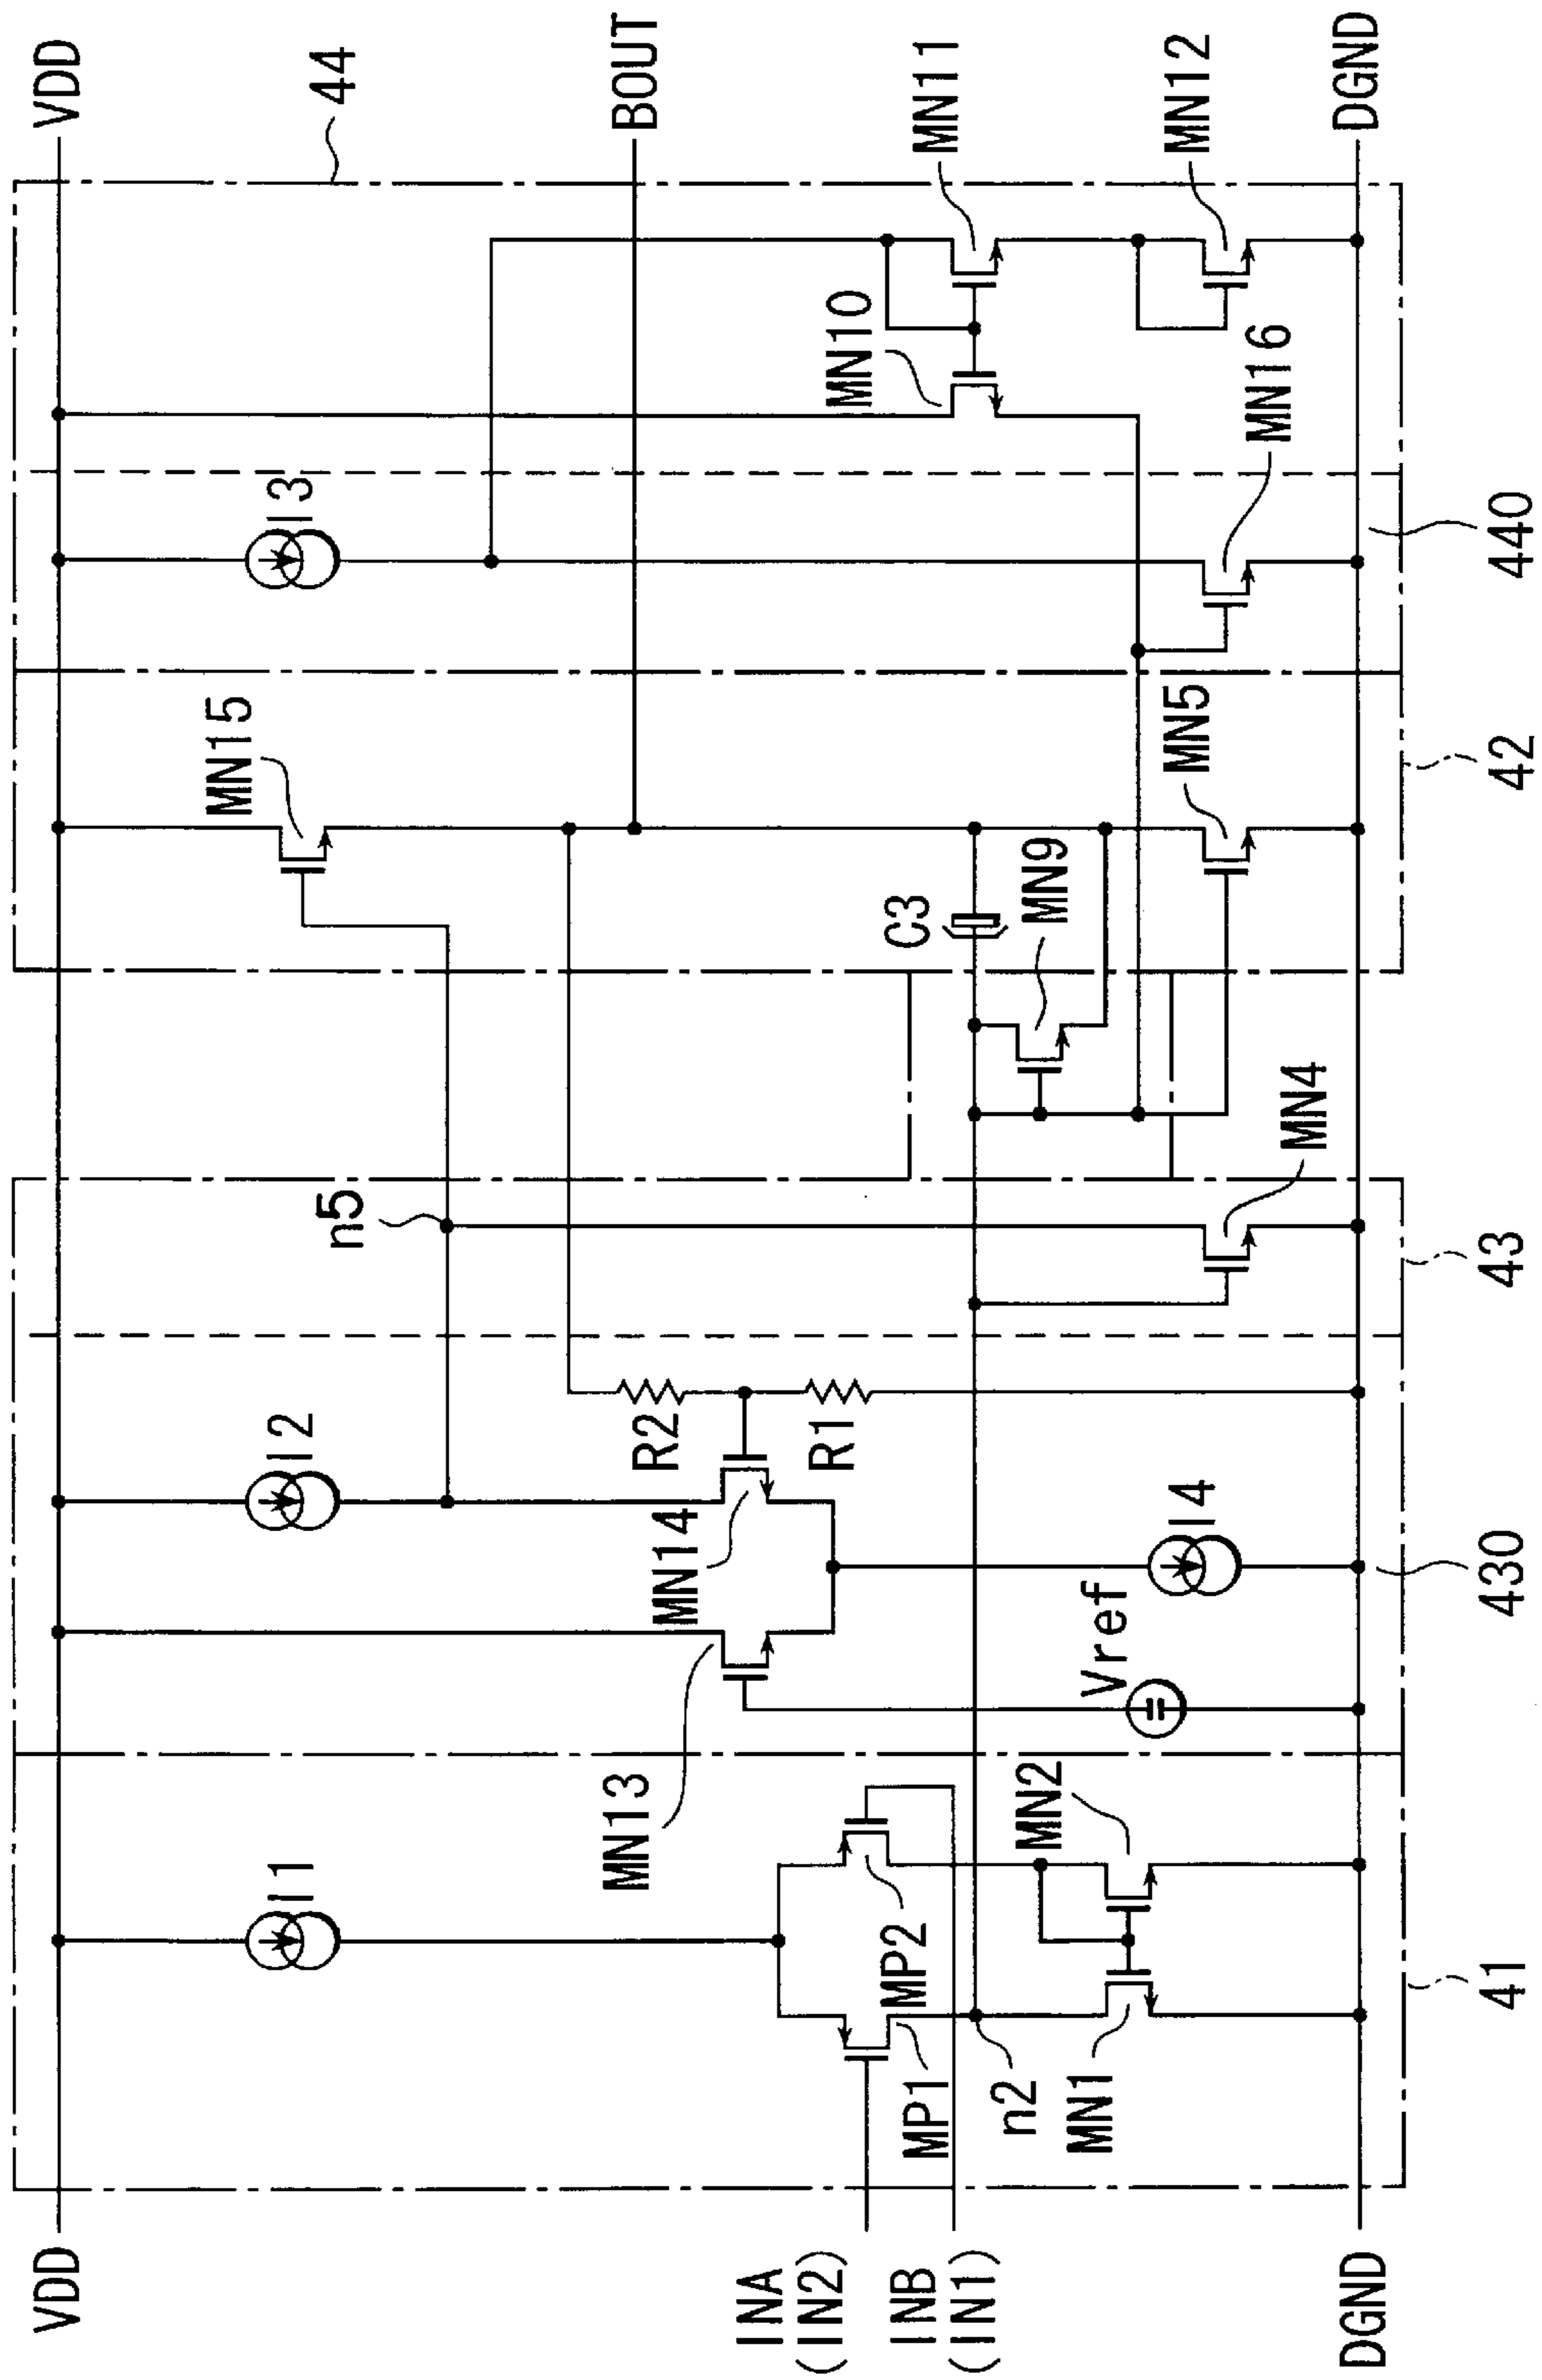 VDD
44
BOUT
MN11
MN12
DGND
MN10
MN16
I3
440
MN15
MN5
42
C3
MN9
MN4
n5
43
I2
R2
R1
MN14
I4
430
Vref
MN13
MN2
I1
MP2
41
MP1
n2
MN1
VDD
INA
(IN2)
INB
(IN1)
DGND